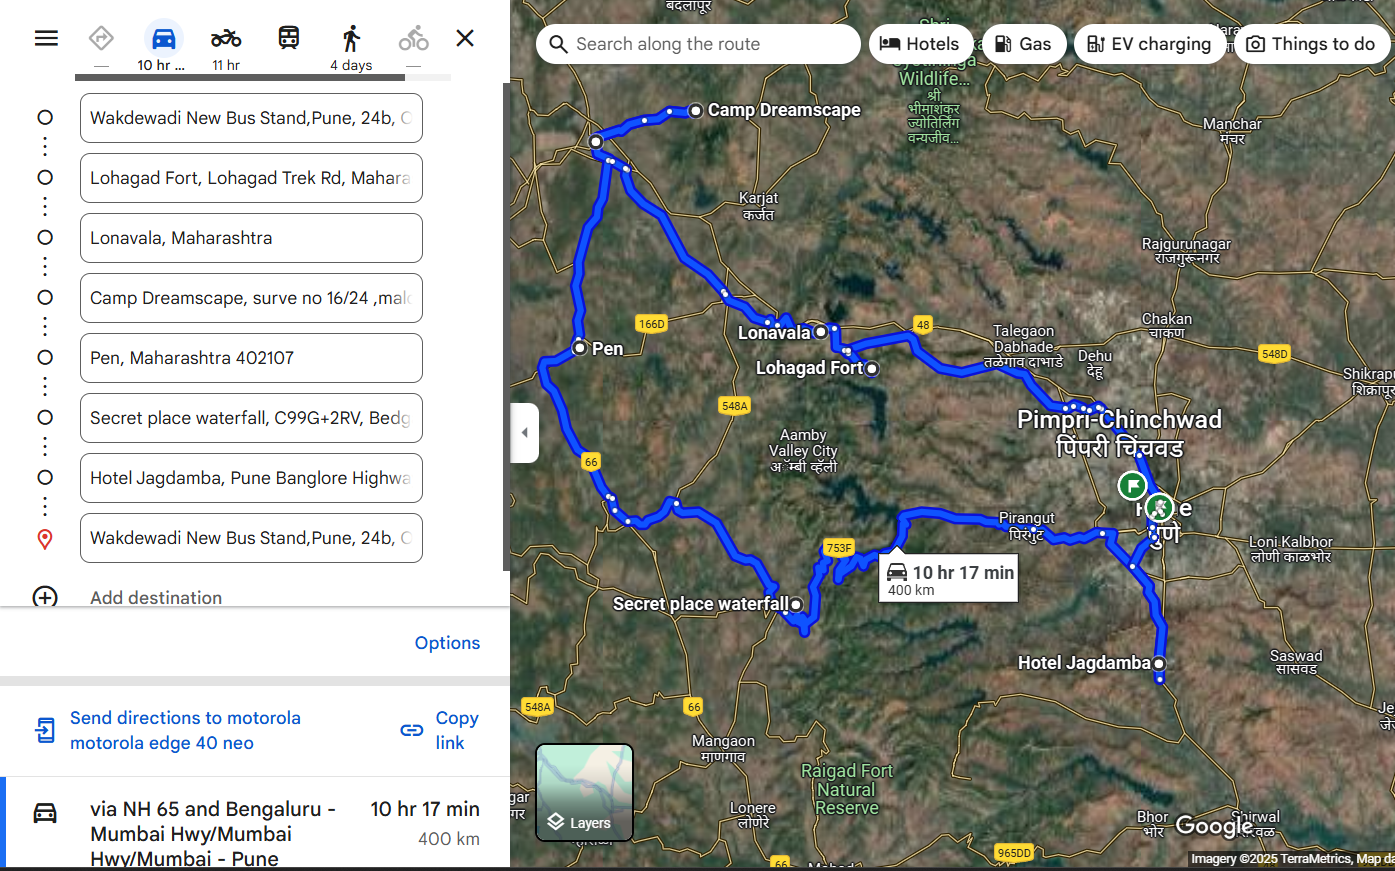 10 hr ...
11 hr
4 days
Wakdewadi New Bus Stand,Pune, 24b, C
Lohagad Fort, Lohagad Trek Rd, Mahara
Lonavala, Maharashtra
Camp Dreamscape, surve no 16/24 ,mald
Pen, Maharashtra 402107
Secret place waterfall, C99G+2RV, Bedg
Hotel Jagdamba, Pune Banglore Highwa
Wakdewadi New Bus Stand,Pune, 24b, C
Add destination
Options
Send directions to motorola
motorola edge 40 neo
Copy
link
via NH 65 and Bengaluru -
Mumbai Hwy/Mumbai
Hwy/Mumbai - Pune
10 hr 17 min
400 km
Search along the route
Hotels
Gas
EV charging
Things to do
बदलापूर
Camp Dreamscape
Wildlife...
श्री
भीमाशंकर
ज्योतिर्लिंग
वन्यजीव...
Manchar
मंचर
Karjat
कर्जत
Rajgurunagar
राजगुरूनगर
166D
Lonavala
48
Talegaon
Dabhade
तळेगाव दाभाडे
Chakan
चाकण
Dehu
देहू
548D
Pen
Lohagad Fort
Shikrapu
शिक्रापूर
548A
Pimpri-Chinchwad
पिंपरी चिंचवड
Aamby
Valley City
अॅम्बी व्हॅली
66
पुणे
Pirangut
पिरंगुट
753F
Loni Kalbhor
लोणी काळभोर
10 hr 17 min
400 km
Secret place waterfall
Hotel Jagdamba
Saswad
सासवड
548A
66
Mangaon
माणगाव
Raigad Fort
Natural
Reserve
Lonere
लोणेरे
Layers
Bhor
भोर
Google
Shirwal
965DD
66
Imagery ©2025 TerraMetrics, Map da